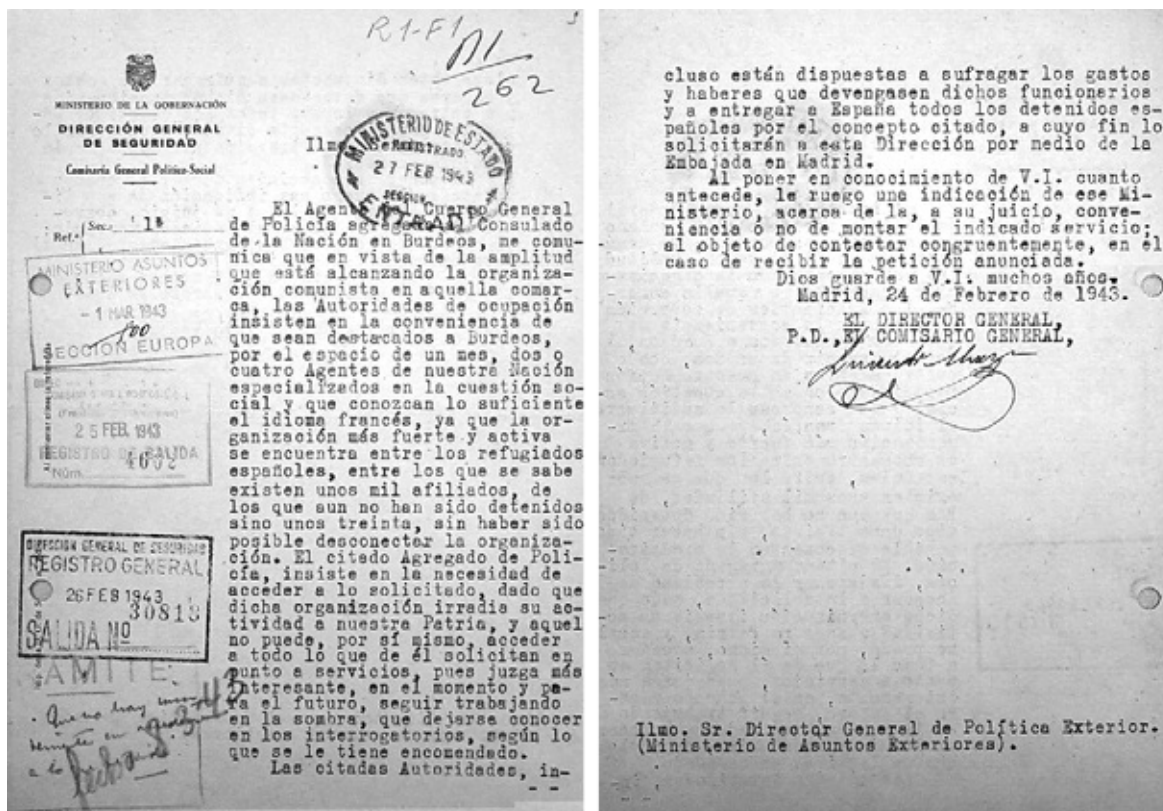 R1-F1
262
MINISTERIO DE LA GOBERNACIÓN
DIRECCIÓN GENERAL
DE SEGURIDAD
Comisaría General Político-Social
Ref.ª Sec. 1ª
MINISTERIO ASUNTOS
EXTERIORES
- 1 MAR 1943
SECCION EUROPA
25 FEB. 1943
REGISTRO DE SALIDA
Núm. 4602
DIRECCION GENERAL DE SEGURIDAD
REGISTRO GENERAL
26 FEB 1943
30818
SALIDA Nº
Que no hay
a lo
MINISTERIO DE ESTADO
REGISTRADO
27 FEB 1943
SECCION
ENTRADA
Ilmo. Señor:
El Agente Cuerpo General
de Policía agregado al Consulado
de la Nación en Burdeos, me comu-
nica que en vista de la amplitud
que está alcanzando la organiza-
ción comunista en aquella comar-
ca, las Autoridades de ocupación
insisten en la conveniencia de
que sean destacados a Burdeos,
por el espacio de un mes, dos o
cuatro Agentes de nuestra Nación
especializados en la cuestión so-
cial y que conozcan lo suficiente
el idioma francés, ya que la or-
ganización más fuerte y activa
se encuentra entre los refugiados
españoles, entre los que se sabe
existen unos mil afiliados, de
los que aun no han sido detenidos
sino unos treinta, sin haber sido
posible desconectar la organiza-
ción. El citado Agregado de Poli-
cía, insiste en la necesidad de
acceder a lo solicitado, dado que
dicha organización irradia su ac-
tividad a nuestra Patria, y aquel
no puede, por sí mismo, acceder
a todo lo que de él solicitan en
punto a servicios, pues juzga más
interesante, en el momento y pa-
ra el futuro, seguir trabajando
en la sombra, que dejarse conocer
en los interrogatorios, según lo
que se le tiene encomendado.
Las citadas Autoridades, in-
- -
cluso están dispuestas a sufragar los gastos
y haberes que devengasen dichos funcionarios
y a entregar a España todos los detenidos es-
pañoles por el concepto citado, a cuyo fin lo
solicitarán a esta Dirección por medio de la
Embajada en Madrid.
Al poner en conocimiento de V.I. cuanto
antecede, le ruego una indicación de ese Mi-
nisterio, acerca de la, a su juicio, conve-
niencia ó no de montar el indicado servicio;
al objeto de contestar congruentemente, en el
caso de recibir la petición anunciada.
Dios guarde a V.I. muchos años.
Madrid, 24 de Febrero de 1943.
EL DIRECTOR GENERAL,
P.D.,EL COMISARIO GENERAL,
Ilmo. Sr. Director General de Política Exterior.
(Ministerio de Asuntos Exteriores).